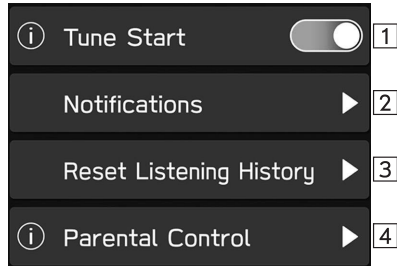 Tune Start 1
Notifications 2
Reset Listening History 3
Parental Control 4